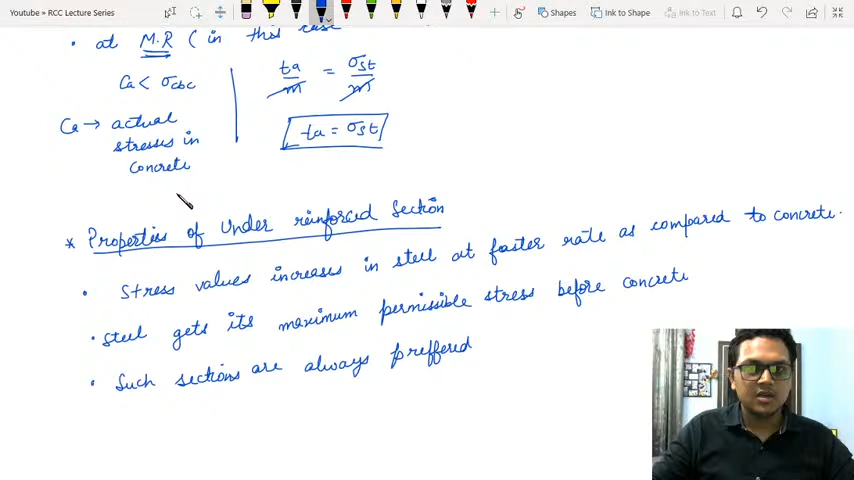 Youtube » RCC Lecture Series
Shapes
Ink to Shape
Ink to Text
• at M.R (in this case
Ca < σcbc
ta/m = σst/m
Ca → actual
stresses in
concrete
ta = σst
* Properties of Under reinforced Section
• Stress values increases in steel at faster rate as compared to concrete.
• Steel gets its maximum permissible stress before concrete
• Such sections are always preffered